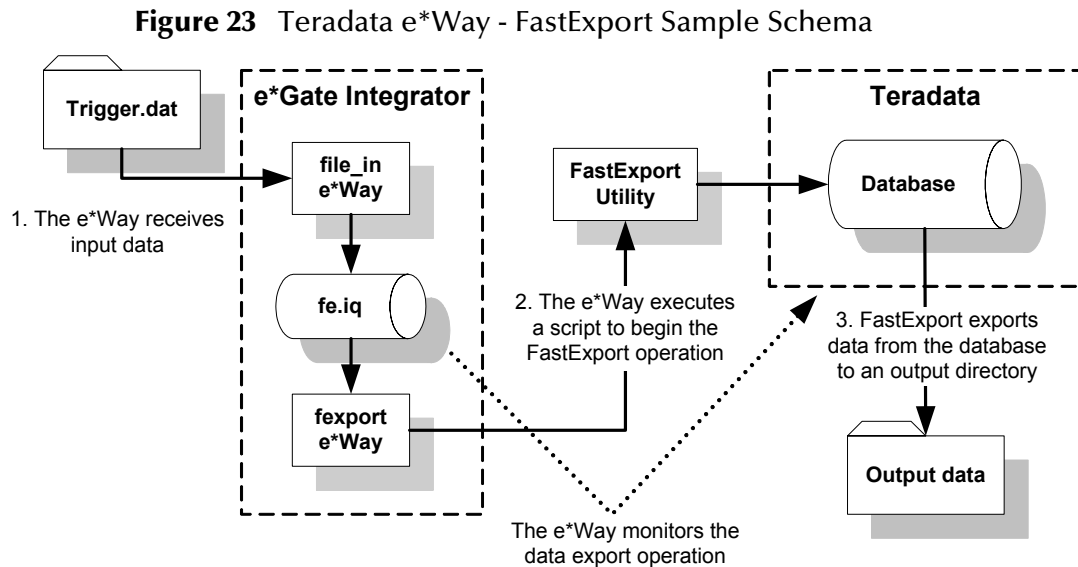 Figure 23 Teradata e*Way - FastExport Sample Schema
Trigger.dat
e*Gate Integrator
Teradata
file_in
e*Way
FastExport
Utility
Database
1. The e*Way receives
input data
fe.iq
2. The e*Way executes
a script to begin the
FastExport operation
3. FastExport exports
data from the database
to an output directory
fexport
e*Way
Output data
The e*Way monitors the
data export operation